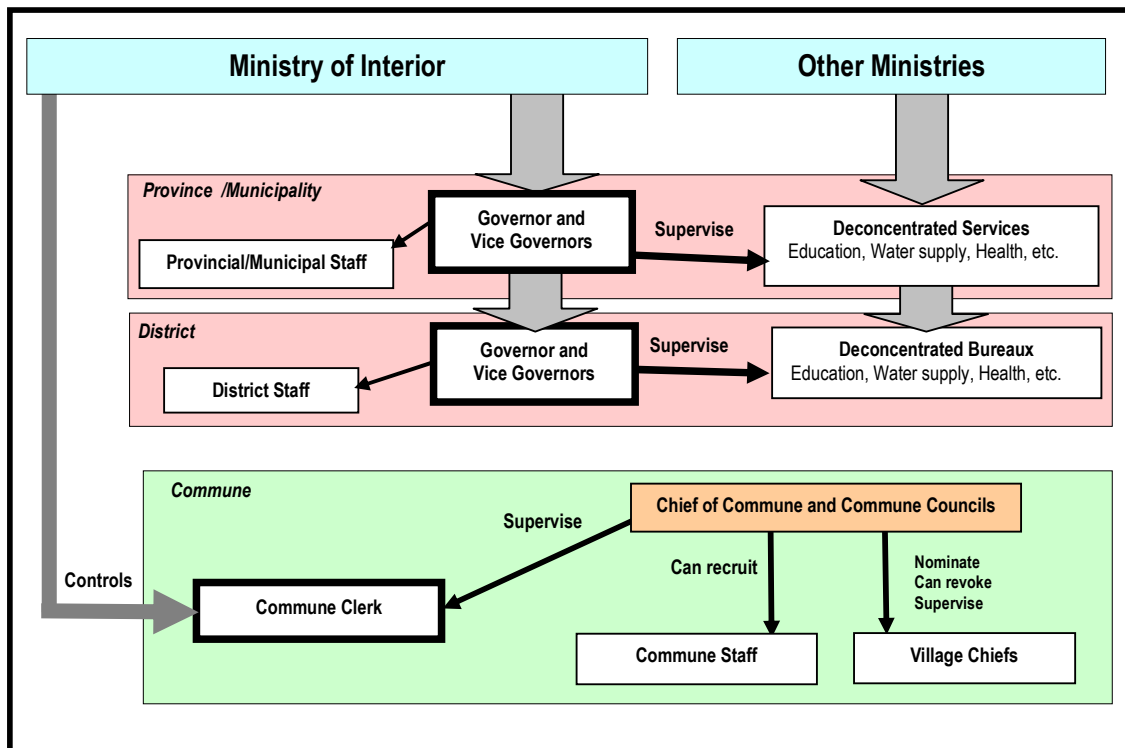 Ministry of Interior
Other Ministries
Province  /Municipality
Governor and
Vice Governors
Supervise
Deconcentrated Services
Education, Water supply, Health, etc.
Provincial/Municipal Staff
District
Governor and
Vice Governors
Supervise
Deconcentrated Bureaux
Education, Water supply, Health, etc.
District Staff
Commune
Chief of Commune and Commune Councils
Supervise
Can recruit
Nominate
Can revoke
Supervise
Controls
Commune Clerk
Commune Staff
Village Chiefs